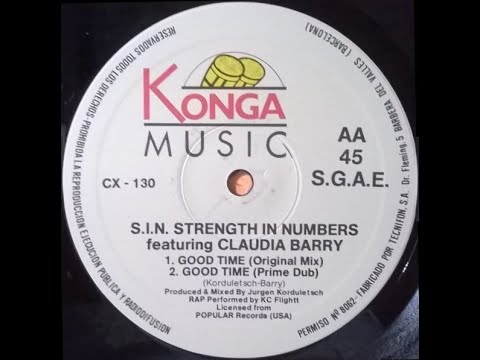 KONGA
MUSIC
AA
45
S.G.A.E.
CX - 130
S.I.N. STRENGTH IN NUMBERS
featuring CLAUDIA BARRY
1. GOOD TIME (Original Mix)
2. GOOD TIME (Prime Dub)
(Korduletsch-Barry)
Produced & Mixed By Jurgen Korduletsch
RAP Performed by KC Flightt
Licensed from
POPULAR Records (USA)
RESERVADOS TODOS LOS DERECHOS- PROHIBIDA LA REPRODUCCION EJECUCION PUBLICA Y RADIODIFUSION
PERMISO Nº 8062- FABRICADO POR TECNIFON, S.A. Dr. Fleming, 5 BARBERA DEL VALLES (BARCELONA)